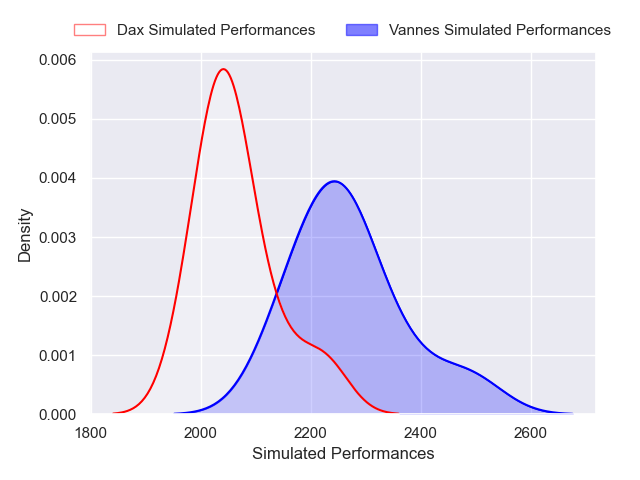 Dax Simulated Performances Vannes Simulated Performances
0.006
0.005
0.004
0.003
0.002
0.001
0.000
Density
1800 2000 2200 2400 2600
Simulated Performances